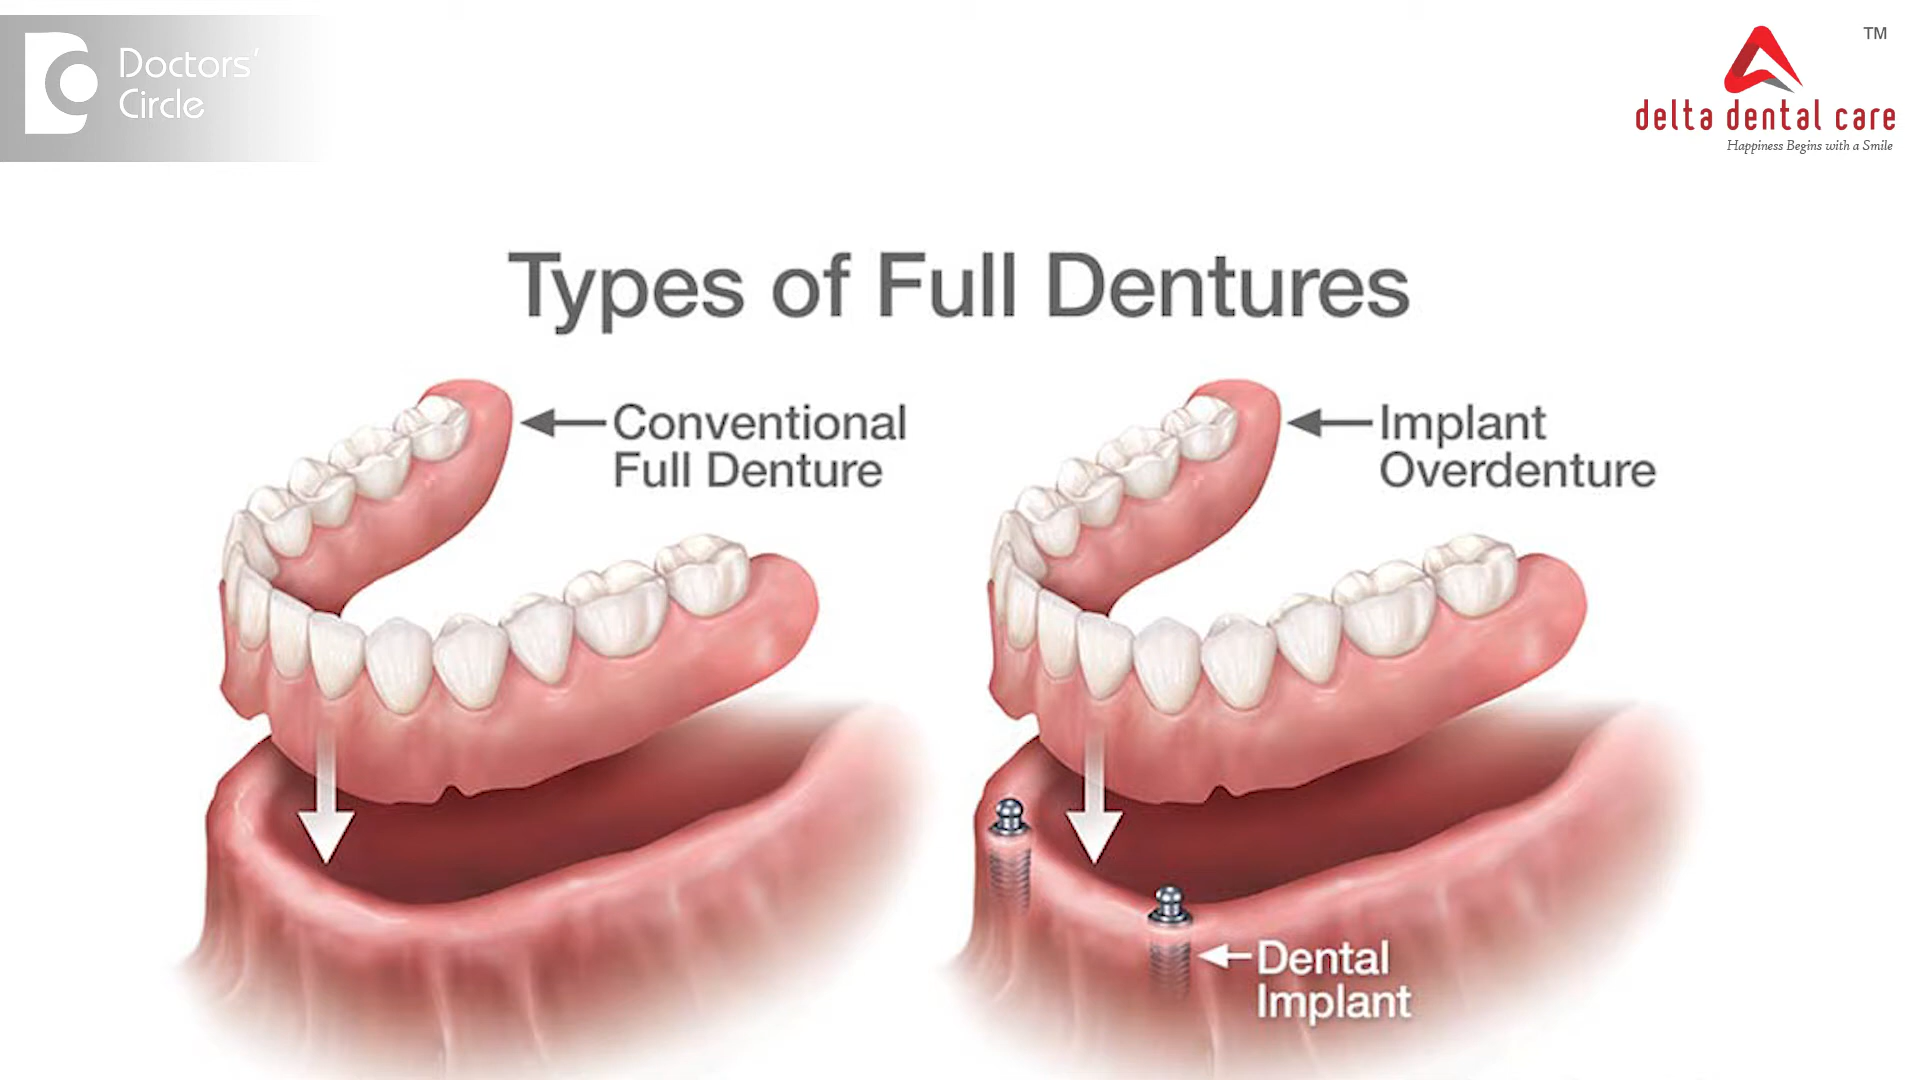 Doctors'
Circle
TM
delta dental care
Happiness Begins with a Smile
Types of Full Dentures
Conventional
Full Denture
Implant
Overdenture
Dental
Implant